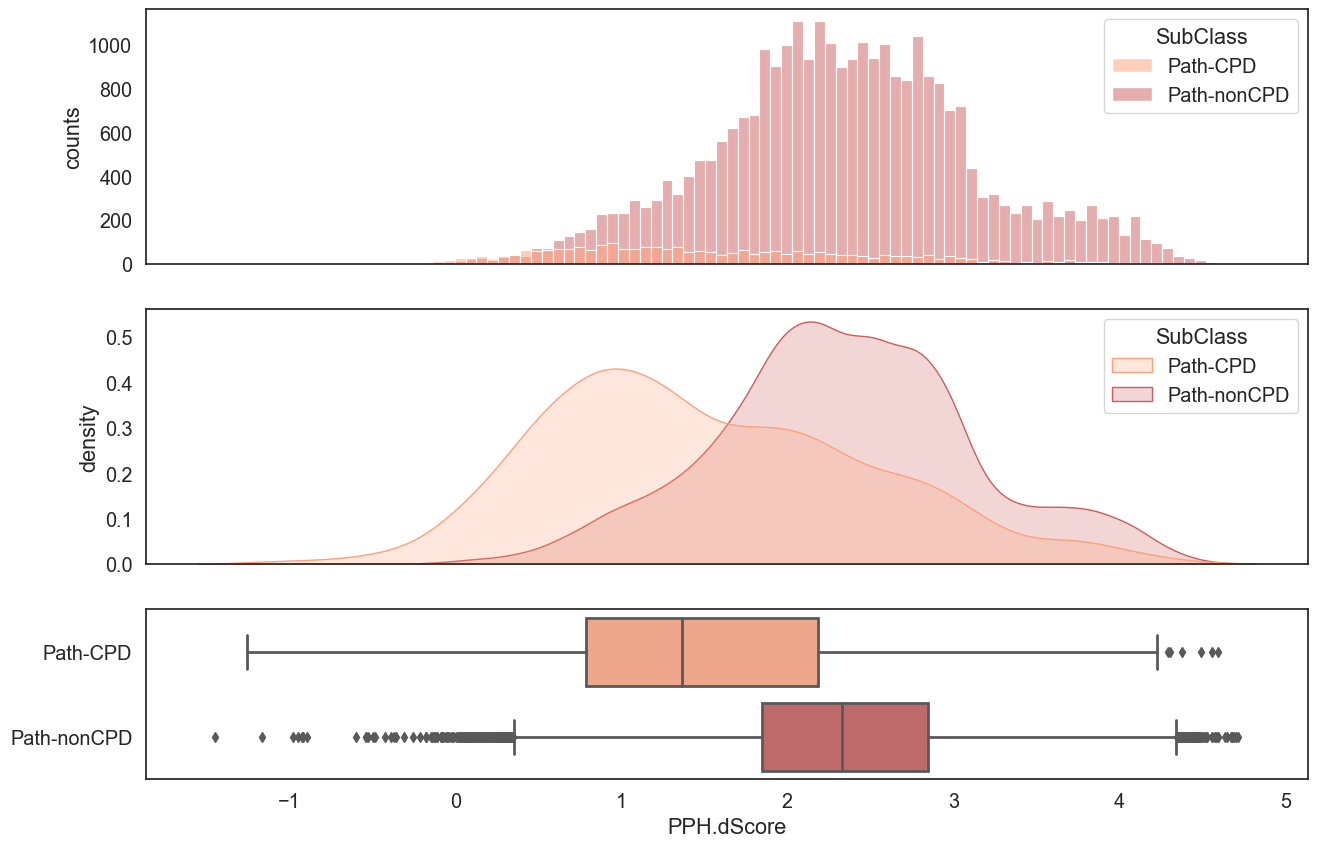 1000
800
600
400
200
0
counts
SubClass
Path-CPD
Path-nonCPD
0.5
0.4
0.3
0.2
0.1
0.0
density
SubClass
Path-CPD
Path-nonCPD
Path-CPD
Path-nonCPD
−1 0 1 2 3 4 5
PPH.dScore